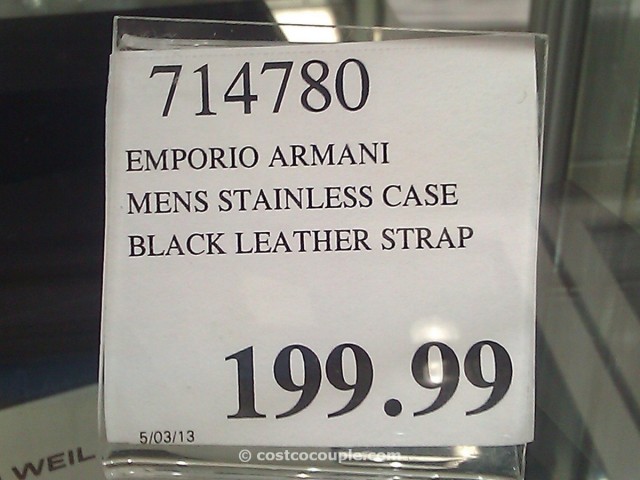 714780
EMPORIO ARMANI
MENS STAINLESS CASE
BLACK LEATHER STRAP
199.99
5/03/13
WEIL
© costcocouple.com